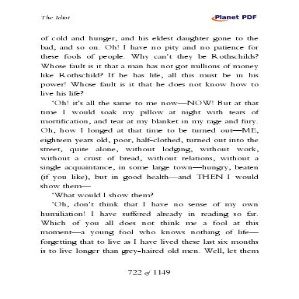 The Idiot
Planet PDF
of cold and hunger, and his eldest daughter gone to the
bad, and so on. Oh! I have no pity and no patience for
these fools of people. Why can't they be Rothschilds?
Whose fault is it that a man has not got millions of money
like Rothschild? If he has life, all this must be in his
power! Whose fault is it that he does not know how to
live his life?
'Oh! it's all the same to me now—NOW! But at that
time I would soak my pillow at night with tears of
mortification, and tear at my blanket in my rage and fury.
Oh, how I longed at that time to be turned out—ME,
eighteen years old, poor, half-clothed, turned out into the
street, quite alone, without lodging, without work,
without a crust of bread, without relations, without a
single acquaintance, in some large town—hungry, beaten
(if you like), but in good health—and THEN I would
show them—
'What would I show them?
'Oh, don't think that I have no sense of my own
humiliation! I have suffered already in reading so far.
Which of you all does not think me a fool at this
moment—a young fool who knows nothing of life—
forgetting that to live as I have lived these last six months
is to live longer than grey-haired old men. Well, let them
722 of 1149